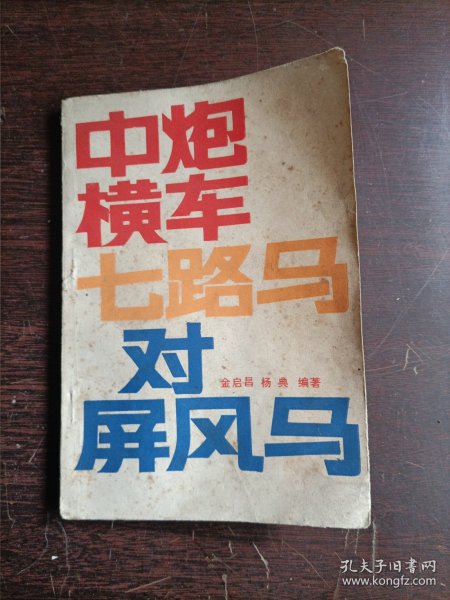 中炮
横车
七路马
对
金启昌 杨典 编著
屏风马
孔夫子旧书网
www.kongfz.com